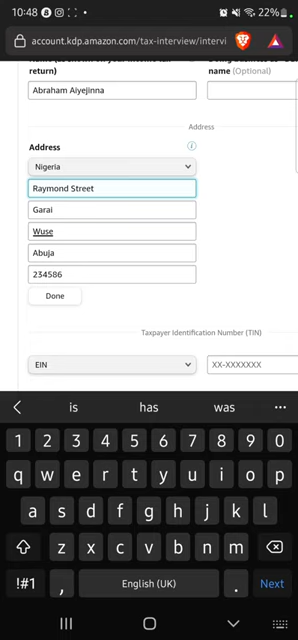 10:48 22%
account.kdp.amazon.com/tax-interview/intervi
return)
name (Optional)
Abraham Aiyejinna
Address
Address
Nigeria
Raymond Street
Garai
Wuse
Abuja
234586
Done
Taxpayer Identification Number (TIN)
EIN
XX-XXXXXXX
is has was
1 2 3 4 5 6 7 8 9 0
q w e r t y u i o p
a s d f g h j k l
z x c v b n m
!#1 , English (UK) . Next